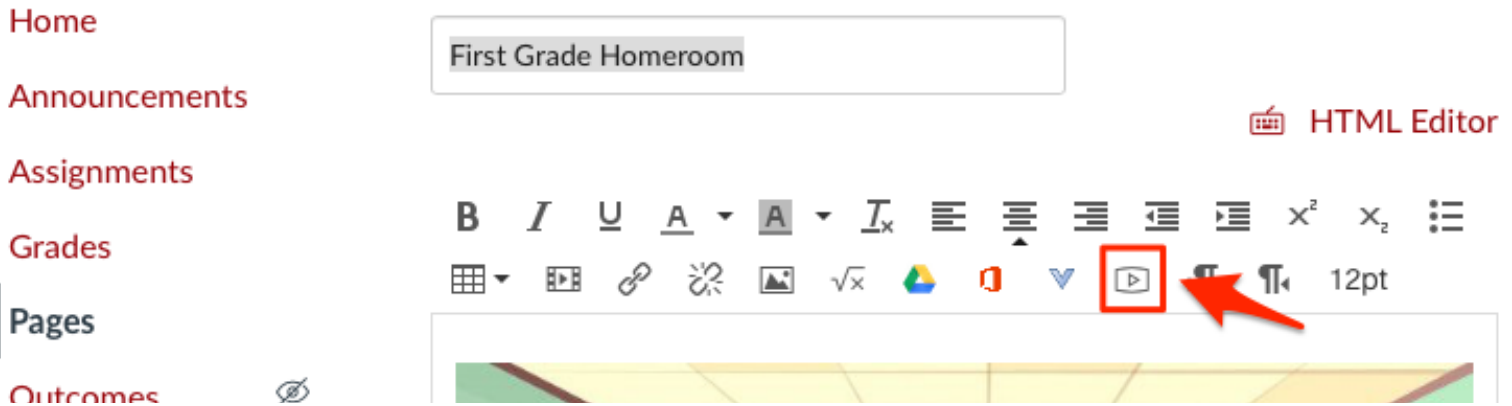 Home
First Grade Homeroom
Announcements
HTML Editor
Assignments
Grades
12pt
Pages
Outcomes